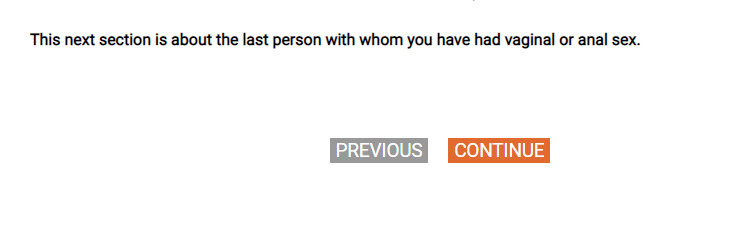 This next section is about the last person with whom you have had vaginal or anal sex.
PREVIOUS CONTINUE